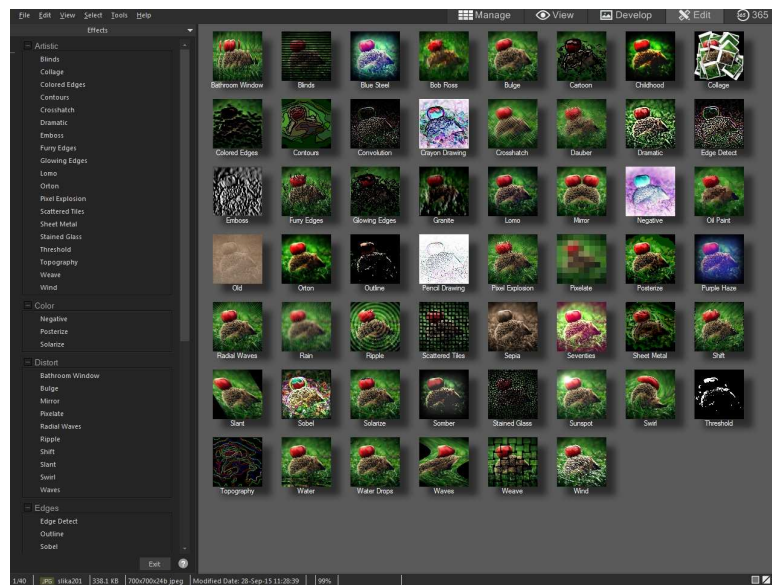 File Edit View Select Tools Help
Manage View Develop Edit 365
Effects
Artistic
Blinds
Collage
Colored Edges
Contours
Crosshatch
Dramatic
Emboss
Furry Edges
Glowing Edges
Lomo
Orton
Pixel Explosion
Scattered Tiles
Sheet Metal
Stained Glass
Threshold
Topography
Weave
Wind
Color
Negative
Posterize
Solarize
Distort
Bathroom Window
Bulge
Mirror
Pixelate
Radial Waves
Ripple
Shift
Slant
Swirl
Waves
Edges
Edge Detect
Outline
Sobel
Exit
Bathroom Window Blinds Blue Steel Bob Ross Bulge Cartoon Childhood Collage
Colored Edges Contours Convolution Crayon Drawing Crosshatch Dauber Dramatic Edge Detect
Emboss Furry Edges Glowing Edges Granite Lomo Mirror Negative Oil Paint
Old Orton Outline Pencil Drawing Pixel Explosion Pixelate Posterize Purple Haze
Radial Waves Rain Ripple Scattered Tiles Sepia Seventies Sheet Metal Shift
Slant Sobel Solarize Somber Stained Glass Sunspot Swirl Threshold
Topography Water Water Drops Waves Weave Wind
1/40 JPG slika201 338.1 KB 700x700x24b jpeg Modified Date: 28-Sep-15 11:28:39 99%